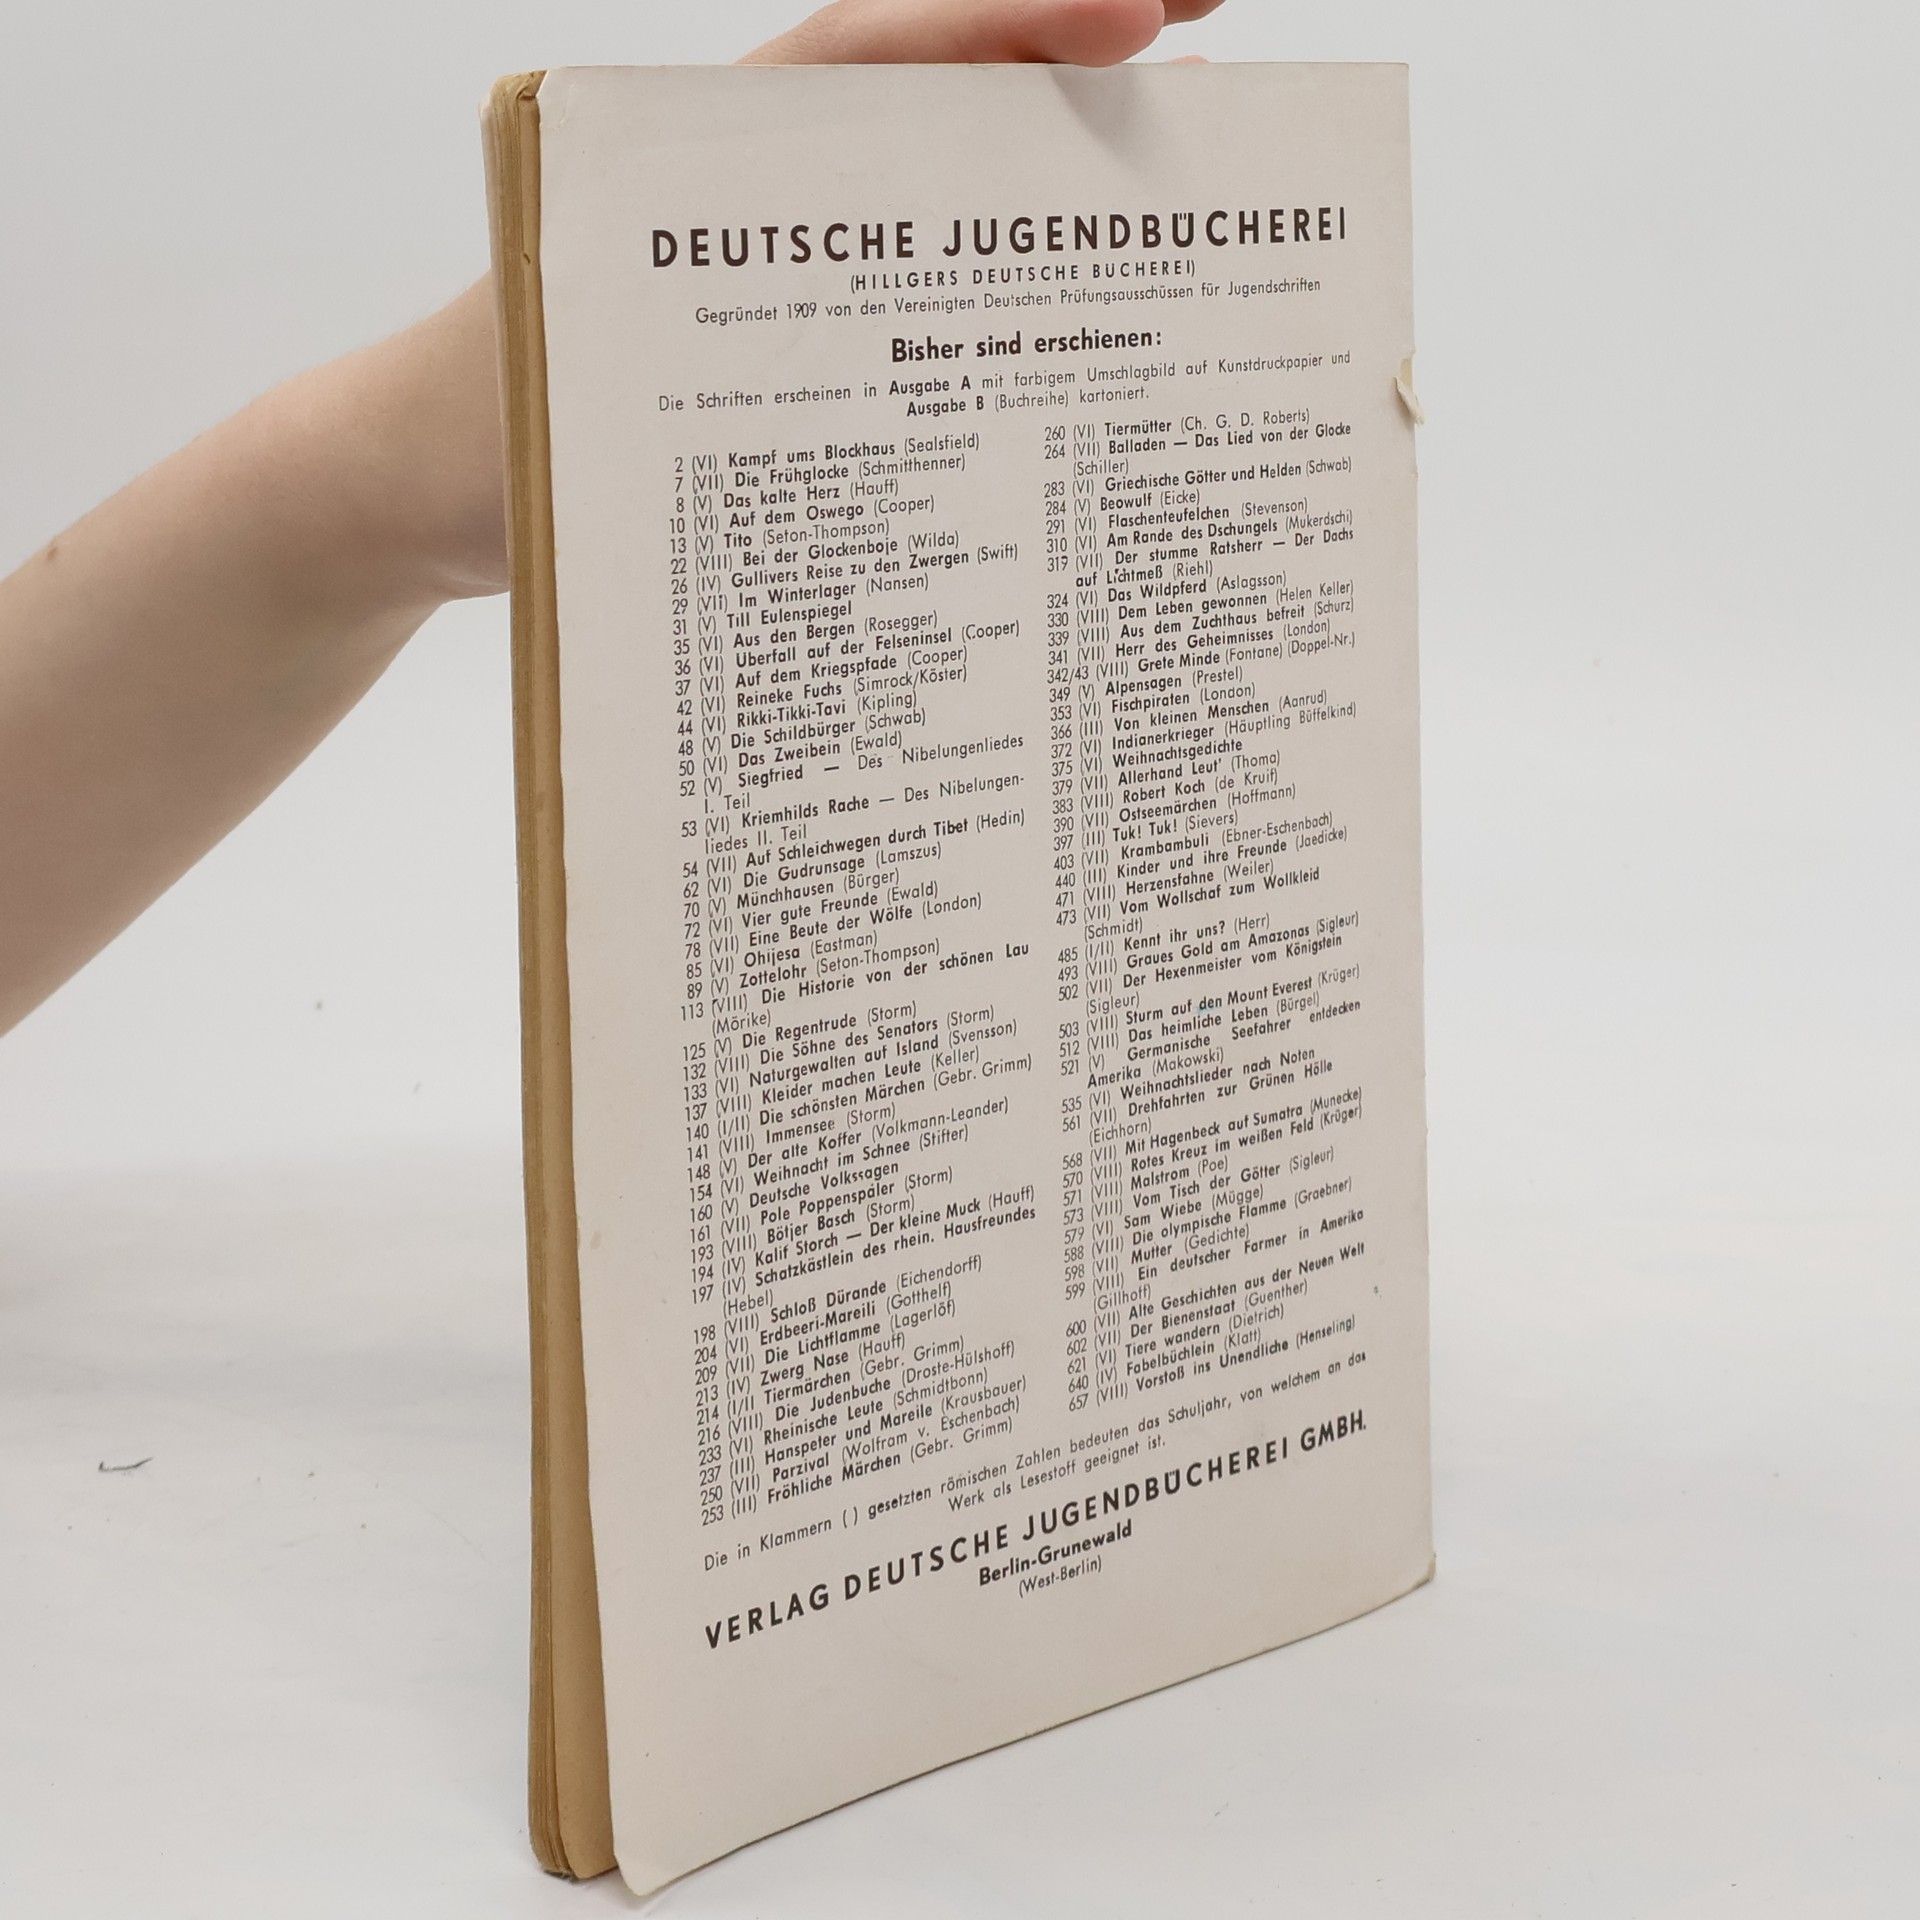 DEUTSCHE JUGENDBÜCHEREI
(HILLGERS DEUTSCHE BÜCHEREI)
Gegründet 1909 von den Vereinigten Deutschen Prüfungsausschüssen für Jugendschriften
Bisher sind erschienen:
Die Schriften erscheinen in Ausgabe A mit farbigem Umschlagbild auf Kunstdruckpapier und
Ausgabe B (Buchreihe) kartoniert.
2 (VI) Kampf ums Blockhaus (Sealsfield)
7 (VII) Die Frühglocke (Schmitthenner)
8 (V) Das kalte Herz (Hauff)
10 (VI) Auf dem Oswego (Cooper)
13 (V) Tito (Seton-Thompson)
22 (VIII) Bei der Glockenboje (Wilda)
26 (IV) Gullivers Reise zu den Zwergen (Swift)
29 (VII) Im Winterlager (Nansen)
31 (V) Till Eulenspiegel
35 (VI) Aus den Bergen (Rosegger)
36 (VI) Überfall auf der Felseninsel (Cooper)
37 (VI) Auf dem Kriegspfade (Cooper)
42 (VI) Reineke Fuchs (Simrock/Köster)
44 (VI) Rikki-Tikki-Tavi (Kipling)
48 (V) Die Schildbürger (Schwab)
50 (VI) Das Zweibein (Ewald)
52 (V) Siegfried — Des Nibelungenliedes
I. Teil
53 (VI) Kriemhilds Rache — Des Nibelungen-
liedes II. Teil
54 (VII) Auf Schleichwegen durch Tibet (Hedin)
62 (VI) Die Gudrunsage (Lamszus)
70 (V) Münchhausen (Bürger)
72 (VI) Vier gute Freunde (Ewald)
78 (VII) Eine Beute der Wölfe (London)
85 (VI) Ohijesa (Eastman)
89 (V) Zottelohr (Seton-Thompson)
113 (VIII) Die Historie von der schönen Lau
(Mörike)
125 (V) Die Regentrude (Storm)
132 (VIII) Die Söhne des Senators (Storm)
133 (VI) Naturgewalten auf Island (Svensson)
137 (VIII) Kleider machen Leute (Keller)
140 (I/II) Die schönsten Märchen (Gebr. Grimm)
141 (VIII) Immensee (Storm)
148 (V) Der alte Koffer (Volkmann-Leander)
154 (VI) Weihnacht im Schnee (Stifter)
160 (V) Deutsche Volkssagen
161 (VII) Pole Poppenspäler (Storm)
193 (VIII) Bötjer Basch (Storm)
194 (IV) Kalif Storch — Der kleine Muck (Hauff)
197 (IV) Schatzkästlein des rhein. Hausfreundes
(Hebel)
198 (VIII) Schloß Dürande (Eichendorff)
204 (VI) Erdbeeri-Mareili (Gotthelf)
209 (VII) Die Lichtflamme (Lagerlöf)
213 (IV) Zwerg Nase (Hauff)
214 (I/II Tiermärchen (Gebr. Grimm)
216 (VIII) Die Judenbuche (Droste-Hülshoff)
233 (VI) Rheinische Leute (Schmidtbonn)
237 (III) Hanspeter und Mareile (Krausbauer)
250 (VII) Parzival (Wolfram v. Eschenbach)
253 (III) Fröhliche Märchen (Gebr. Grimm)
260 (VI) Tiermütter (Ch. G. D. Roberts)
264 (VII) Balladen — Das Lied von der Glocke
(Schiller)
283 (VI) Griechische Götter und Helden (Schwab)
284 (V) Beowulf (Eicke)
291 (VI) Flaschenteufelchen (Stevenson)
310 (VI) Am Rande des Dschungels (Mukerdschi)
319 (VII) Der stumme Ratsherr — Der Dachs
auf Lichtmeß (Riehl)
324 (VI) Das Wildpferd (Aslagsson)
330 (VIII) Dem Leben gewonnen (Helen Keller)
339 (VIII) Aus dem Zuchthaus befreit (Schurz)
341 (VII) Herr des Geheimnisses (London)
342/43 (VIII) Grete Minde (Fontane) (Doppel-Nr.)
349 (V) Alpensagen (Prestel)
353 (VI) Fischpiraten (London)
366 (III) Von kleinen Menschen (Aanrud)
372 (VI) Indianerkrieger (Häuptling Büffelkind)
375 (VI) Weihnachtsgedichte
379 (VII) Allerhand Leut' (Thoma)
383 (VIII) Robert Koch (de Kruif)
390 (VII) Ostseemärchen (Hoffmann)
397 (III) Tuk! Tuk! (Sievers)
403 (VII) Krambambuli (Ebner-Eschenbach)
440 (III) Kinder und ihre Freunde (Jaedicke)
471 (VIII) Herzensfahne (Weiler)
473 (VII) Vom Wollschaf zum Wollkleid
(Schmidt)
485 (I/II) Kennt ihr uns? (Herr)
493 (VIII) Graues Gold am Amazonas (Sigleur)
502 (VII) Der Hexenmeister vom Königstein
(Sigleur)
503 (VIII) Sturm auf den Mount Everest (Krüger)
512 (VIII) Das heimliche Leben (Bürgel)
521 (V) Germanische Seefahrer entdecken
Amerika (Makowski)
535 (VI) Weihnachtslieder nach Noten
561 (VII) Drehfahrten zur Grünen Hölle
(Eichhorn)
568 (VII) Mit Hagenbeck auf Sumatra (Munecke)
570 (VIII) Rotes Kreuz im weißen Feld (Krüger)
571 (VIII) Malstrom (Poe)
573 (VIII) Vom Tisch der Götter (Sigleur)
579 (VI) Sam Wiebe (Mügge)
588 (VIII) Die olympische Flamme (Graebner)
598 (VII) Mutter (Gedichte)
599 (VIII) Ein deutscher Farmer in Amerika
(Gillhoff)
600 (VII) Alte Geschichten aus der Neuen Welt
602 (VII) Der Bienenstaat (Guenther)
621 (VI) Tiere wandern (Dietrich)
640 (IV) Fabelbüchlein (Klatt)
657 (VIII) Vorstoß ins Unendliche (Henseling)
Die in Klammern ( ) gesetzten römischen Zahlen bedeuten das Schuljahr, von welchem an das
Werk als Lesestoff geeignet ist.
VERLAG DEUTSCHE JUGENDBÜCHEREI GMBH.
Berlin-Grunewald
(West-Berlin)